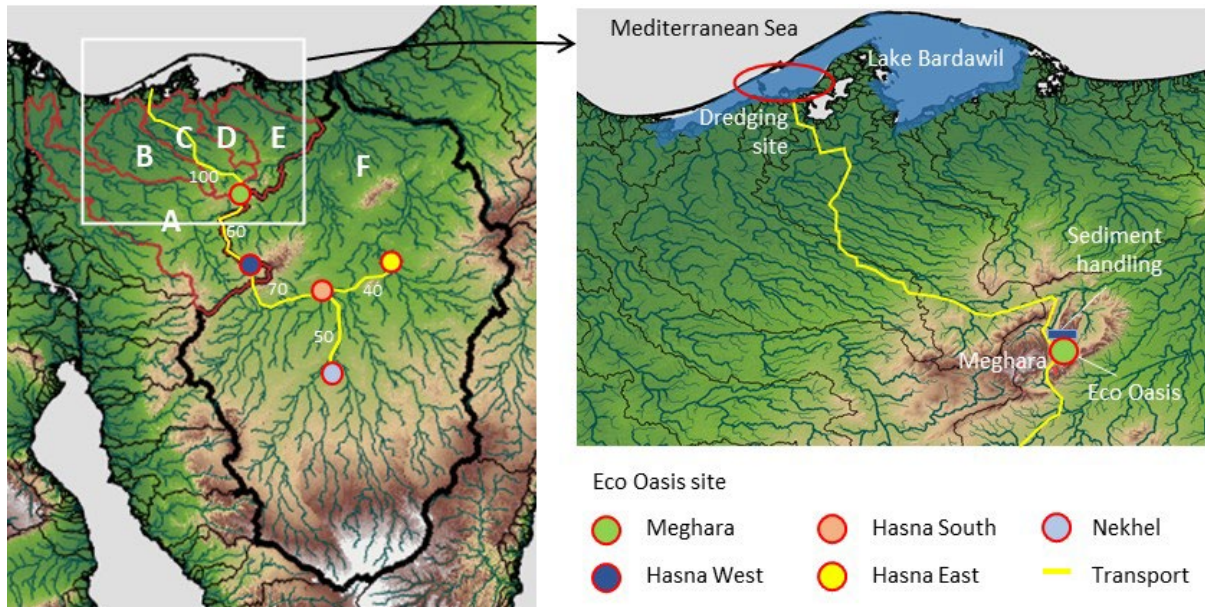 A
B
C
D
E
F
100
60
70
40
50
Mediterranean Sea
Lake Bardawil
Dredging
site
Sediment
handling
Meghara
Eco Oasis
Eco Oasis site
Meghara
Hasna South
Nekhel
Hasna West
Hasna East
Transport